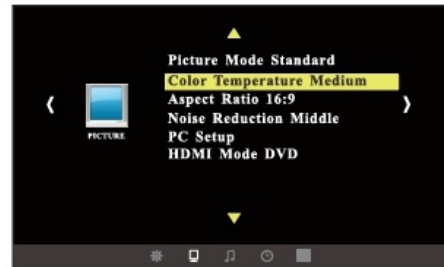 Picture Mode Standard
Color Temperature Medium
Aspect Ratio 16:9
Noise Reduction Middle
PICTURE
PC Setup
HDMI Mode DVD